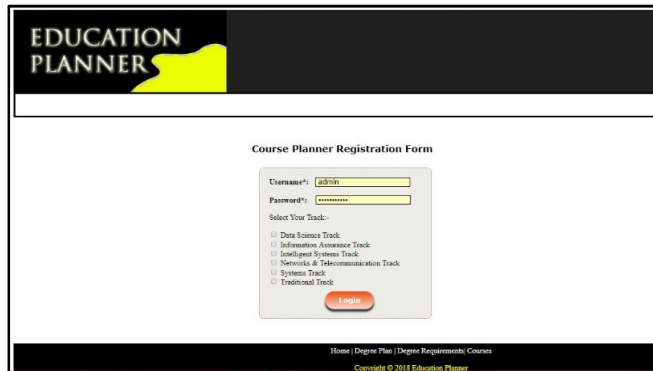 EDUCATION
PLANNER
Course Planner Registration Form
Username*: admin
Password*: •••••••••••
Select Your Track:-
Data Science Track
Information Assurance Track
Intelligent Systems Track
Networks & Telecommunication Track
Systems Track
Traditional Track
Login
Home | Degree Plan | Degree Requirements| Courses
Copyright © 2018 Education Planner